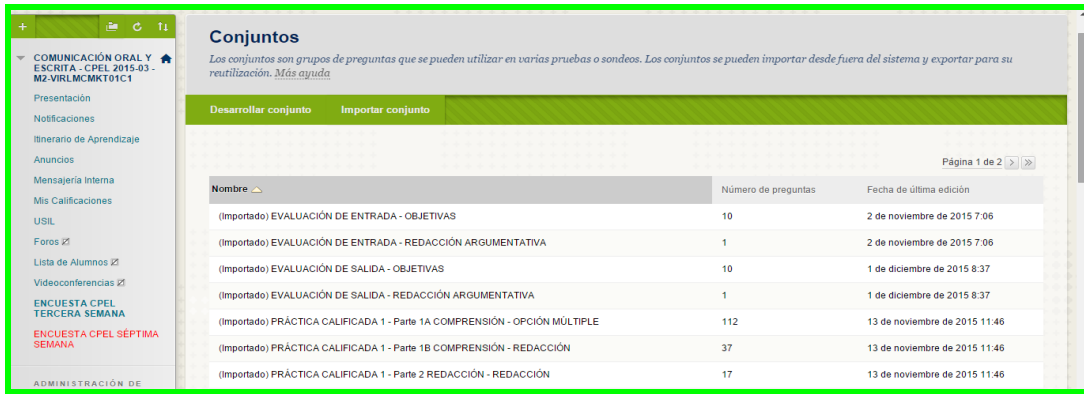 COMUNICACIÓN ORAL Y
ESCRITA - CPEL 2015-03 -
M2-VIRLMCMKT01C1
Presentación
Notificaciones
Itinerario de Aprendizaje
Anuncios
Mensajería Interna
Mis Calificaciones
USIL
Foros
Lista de Alumnos
Videoconferencias
ENCUESTA CPEL
TERCERA SEMANA
ENCUESTA CPEL SÉPTIMA
SEMANA
ADMINISTRACIÓN DE
Conjuntos
Los conjuntos son grupos de preguntas que se pueden utilizar en varias pruebas o sondeos. Los conjuntos se pueden importar desde fuera del sistema y exportar para su
reutilización. Más ayuda
Desarrollar conjunto Importar conjunto
Página 1 de 2 > >>
Nombre Número de preguntas Fecha de última edición
(Importado) EVALUACIÓN DE ENTRADA - OBJETIVAS 10 2 de noviembre de 2015 7:06
(Importado) EVALUACIÓN DE ENTRADA - REDACCIÓN ARGUMENTATIVA 1 2 de noviembre de 2015 7:06
(Importado) EVALUACIÓN DE SALIDA - OBJETIVAS 10 1 de diciembre de 2015 8:37
(Importado) EVALUACIÓN DE SALIDA - REDACCIÓN ARGUMENTATIVA 1 1 de diciembre de 2015 8:37
(Importado) PRÁCTICA CALIFICADA 1 - Parte 1A COMPRENSIÓN - OPCIÓN MÚLTIPLE 112 13 de noviembre de 2015 11:46
(Importado) PRÁCTICA CALIFICADA 1 - Parte 1B COMPRENSIÓN - REDACCIÓN 37 13 de noviembre de 2015 11:46
(Importado) PRÁCTICA CALIFICADA 1 - Parte 2 REDACCIÓN - REDACCIÓN 17 13 de noviembre de 2015 11:46